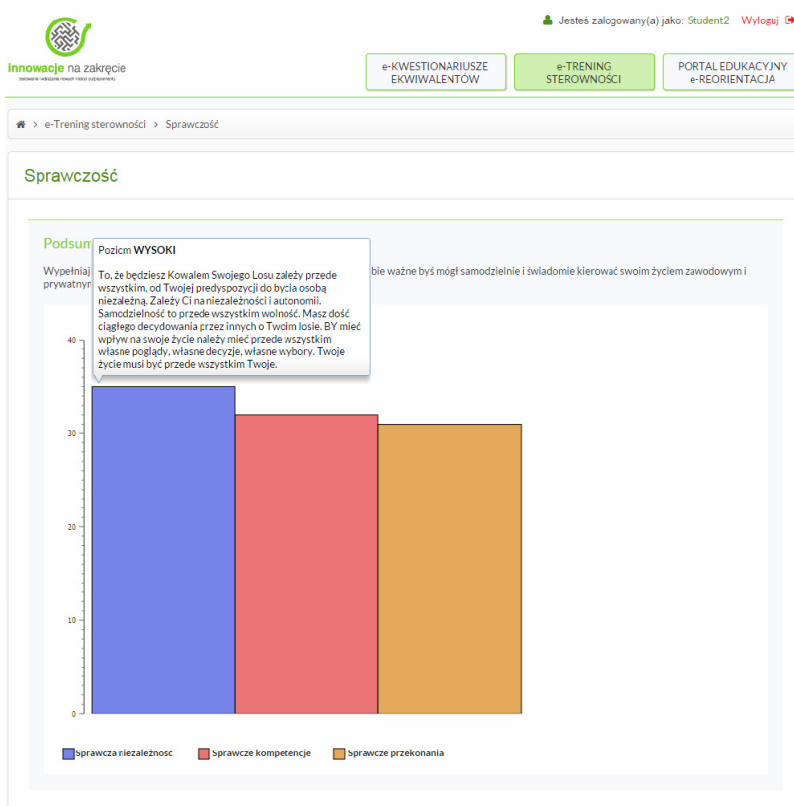 Jesteś zalogowany(a) jako: Student2 Wyloguj
innowacje na zakręcie
e-KWESTIONARIUSZE
EKWIWALENTÓW
e-TRENING
STEROWNOŚCI
PORTAL EDUKACYJNY
e-REORIENTACJA
> e-Trening sterowności > Sprawczość
Sprawczość
Podsum
Wypełniaj
bie ważne byś mógł samodzielnie i świadomie kierować swoim życiem zawodowym i
prywatnym
Poziom WYSOKI
To, że będziesz Kowalem Swojego Losu zależy przede
wszystkim, od Twojej predyspozycji do bycia osobą
niezależną. Zależy Ci na niezależności i autonomii.
Samodzielność to przede wszystkim wolność. Masz dość
ciągłego decydowania przez innych o Twoim losie. BY mieć
wpływ na swoje życie należy mieć przede wszystkim
własne poglądy, własne decyzje, własne wybory. Twoje
życie musi być przede wszystkim Twoje.
40
30
20
10
0
Sprawcza niezależność Sprawcze kompetencje Sprawcze przekonania